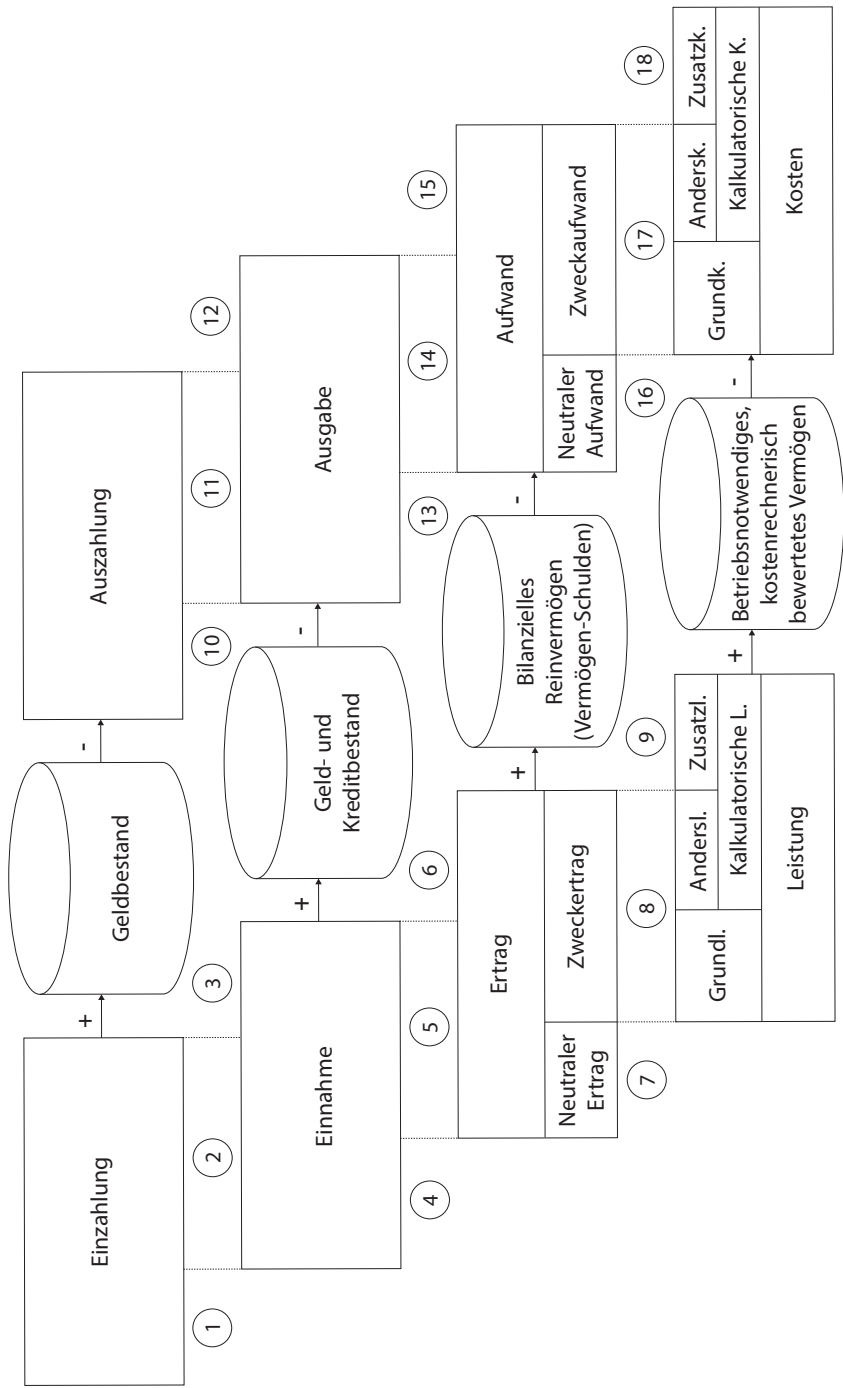 Einzahlung
+
Geldbestand
-
Auszahlung
1
2
3
10
11
12
Einnahme
+
Geld- und
Kreditbestand
-
Ausgabe
4
5
6
13
14
15
Ertrag
Neutraler
Ertrag
Zweckertrag
+
Bilanzielles
Reinvermögen
(Vermögen-Schulden)
-
Aufwand
Neutraler
Aufwand
Zweckaufwand
7
8
9
16
17
18
Grundl.
Andersl.
Zusatzl.
Kalkulatorische L.
Leistung
+
Betriebsnotwendiges,
kostenrechnerisch
bewertetes Vermögen
-
Grundk.
Andersk.
Zusatzk.
Kalkulatorische K.
Kosten